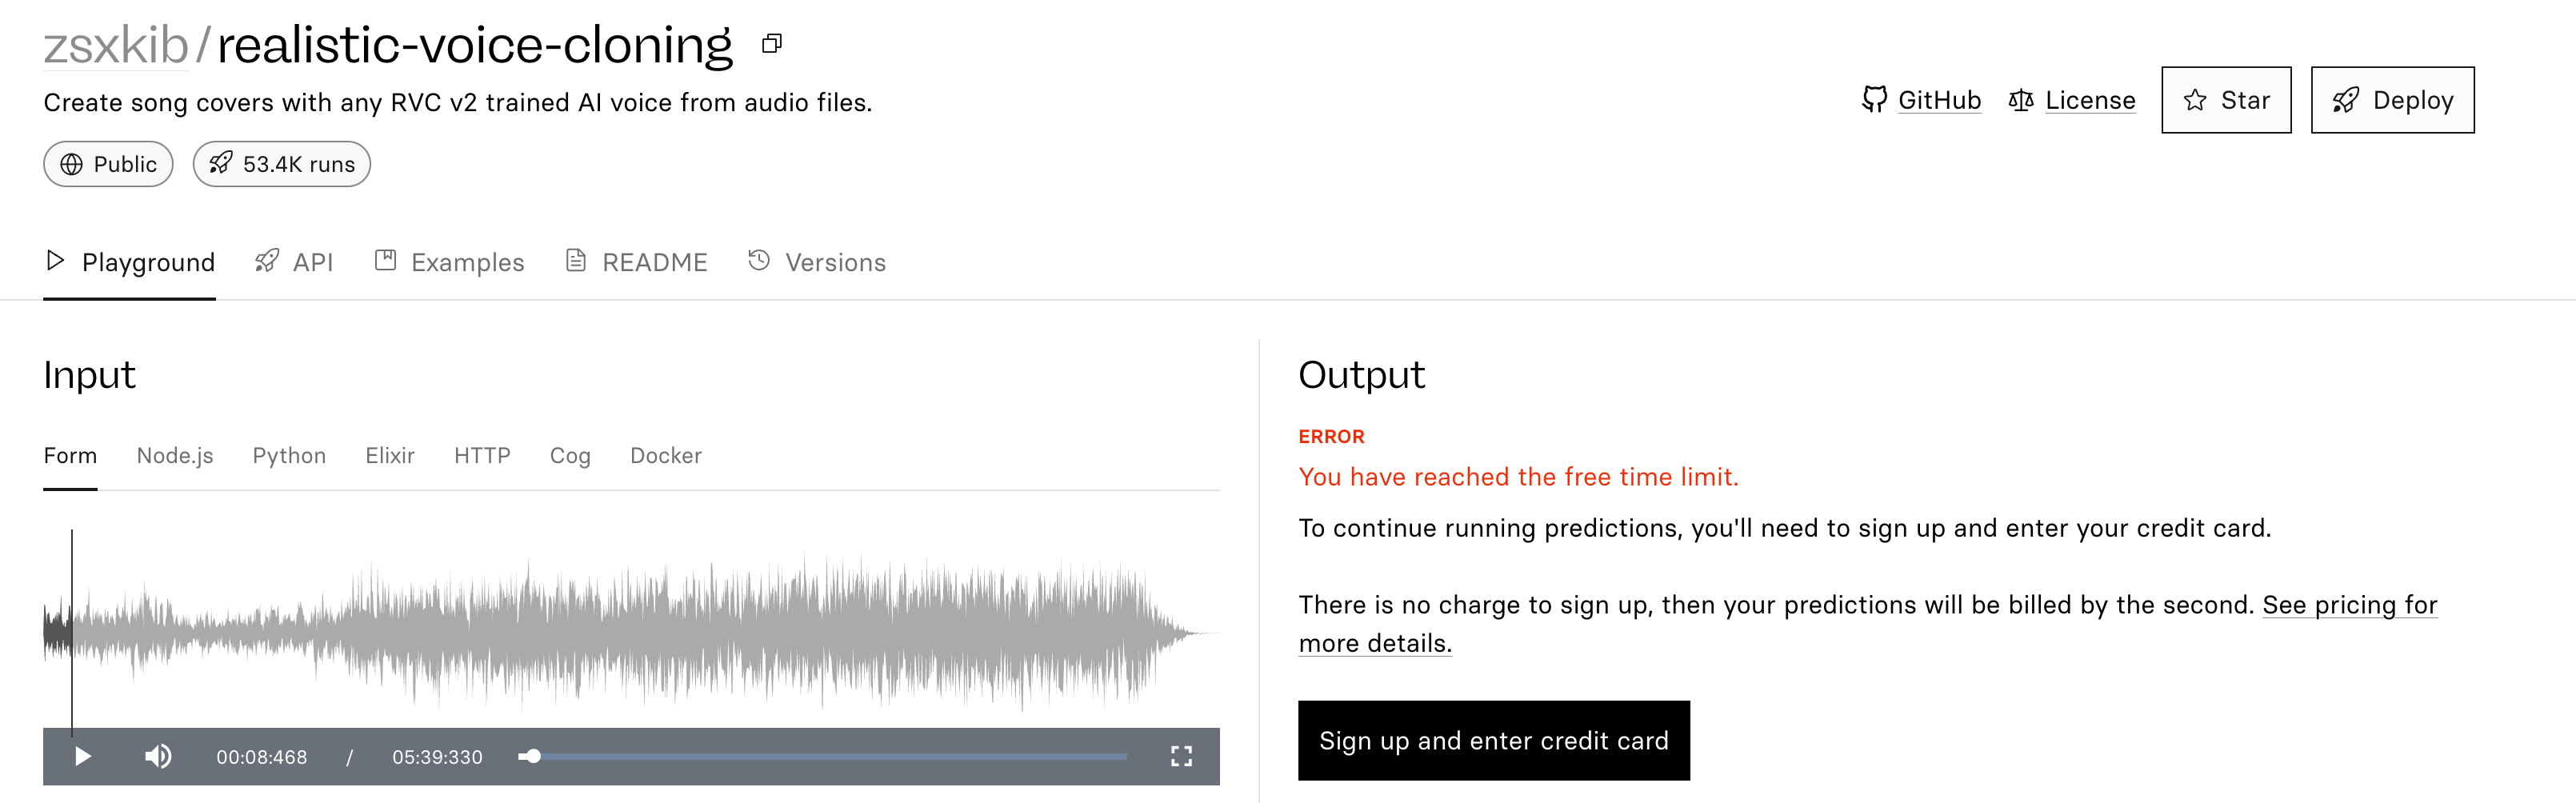 zsxkib/realistic-voice-cloning
Create song covers with any RVC v2 trained AI voice from audio files.
GitHub License Star Deploy
Public 53.4K runs
Playground API Examples README Versions
Input
Form Node.js Python Elixir HTTP Cog Docker
00:08:468 / 05:39:330
Output
ERROR
You have reached the free time limit.
To continue running predictions, you'll need to sign up and enter your credit card.
There is no charge to sign up, then your predictions will be billed by the second. See pricing for
more details.
Sign up and enter credit card